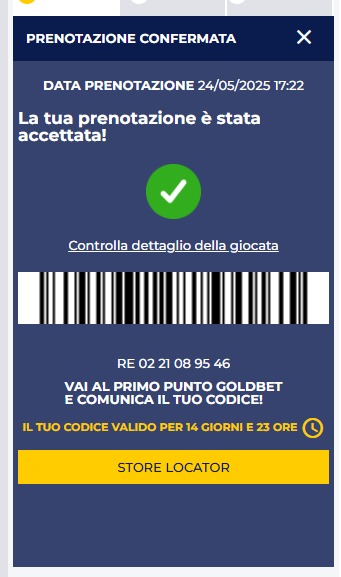 PRENOTAZIONE CONFERMATA
DATA PRENOTAZIONE 24/05/2025 17:22
La tua prenotazione è stata
accettata!
Controlla dettaglio della giocata
RE 02 21 08 95 46
VAI AL PRIMO PUNTO GOLDBET
E COMUNICA IL TUO CODICE!
IL TUO CODICE VALIDO PER 14 GIORNI E 23 ORE
STORE LOCATOR